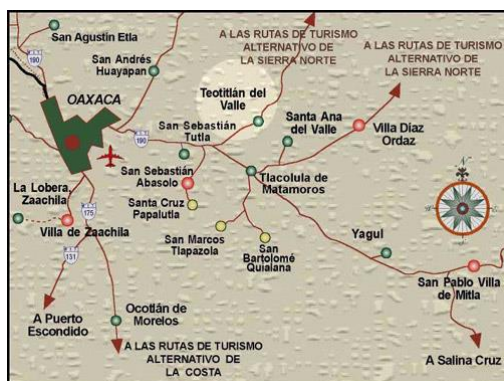 San Agustín Etla
A LAS RUTAS DE TURISMO
ALTERNATIVO DE
LA SIERRA NORTE
A LAS RUTAS DE TURISMO
ALTERNATIVO DE
LA SIERRA NORTE
190
San Andrés
Huayápan
OAXACA
Teotitlán del
Valle
San Sebastián
Tutla
190
Santa Ana
del Valle
Villa Díaz
Ordaz
San Sebastián
Abasolo
Tlacolula de
Matamoros
La Lobera,
Zaachila
175
Santa Cruz
Papalutla
Villa de Zaachila
San Marcos
Tlapazola
San
Bartolomé
Quialana
Yagul
131
San Pablo Villa
de Mitla
A Puerto
Escondido
Ocotlán de
Morelos
A LAS RUTAS DE TURISMO
ALTERNATIVO DE
LA COSTA
A Salina Cruz